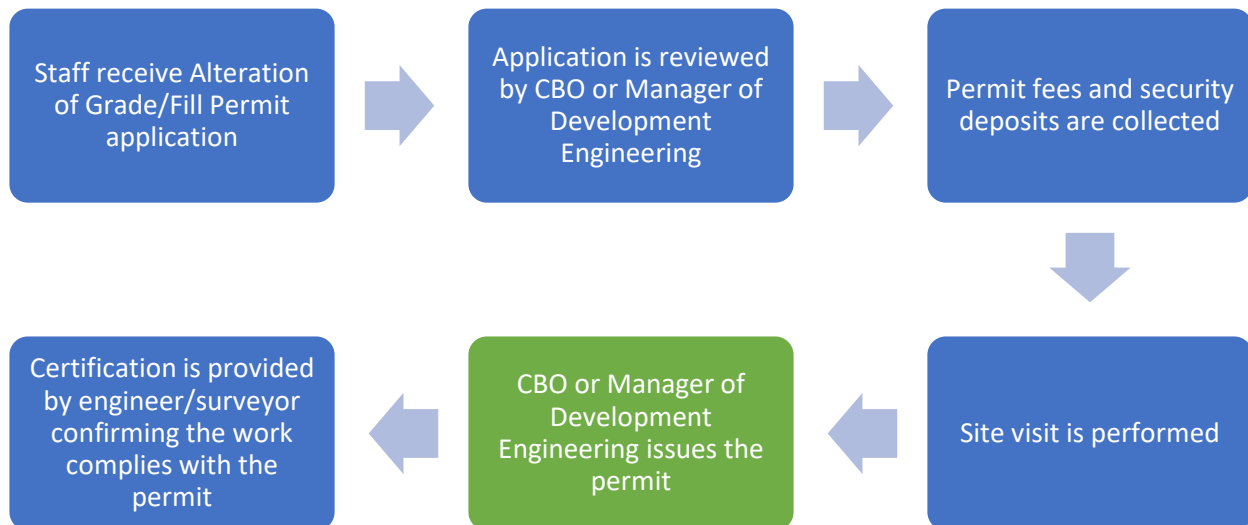 Staff receive Alteration
of Grade/Fill Permit
application
Application is reviewed
by CBO or Manager of
Development
Engineering
Permit fees and security
deposits are collected
Site visit is performed
CBO or Manager of
Development
Engineering issues the
permit
Certification is provided
by engineer/surveyor
confirming the work
complies with the
permit